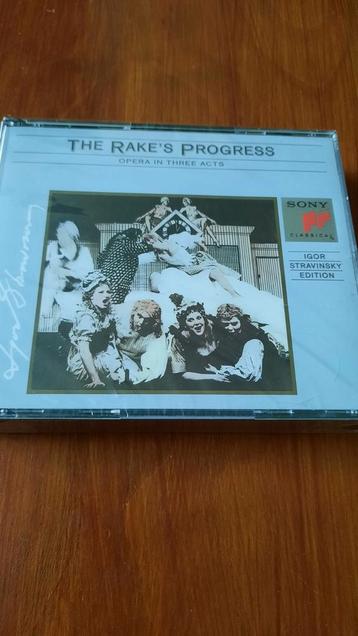 THE RAKE'S PROGRESS
OPERA IN THREE ACTS
SONY
CLASSICAL
IGOR
STRAVINSKY
EDITION